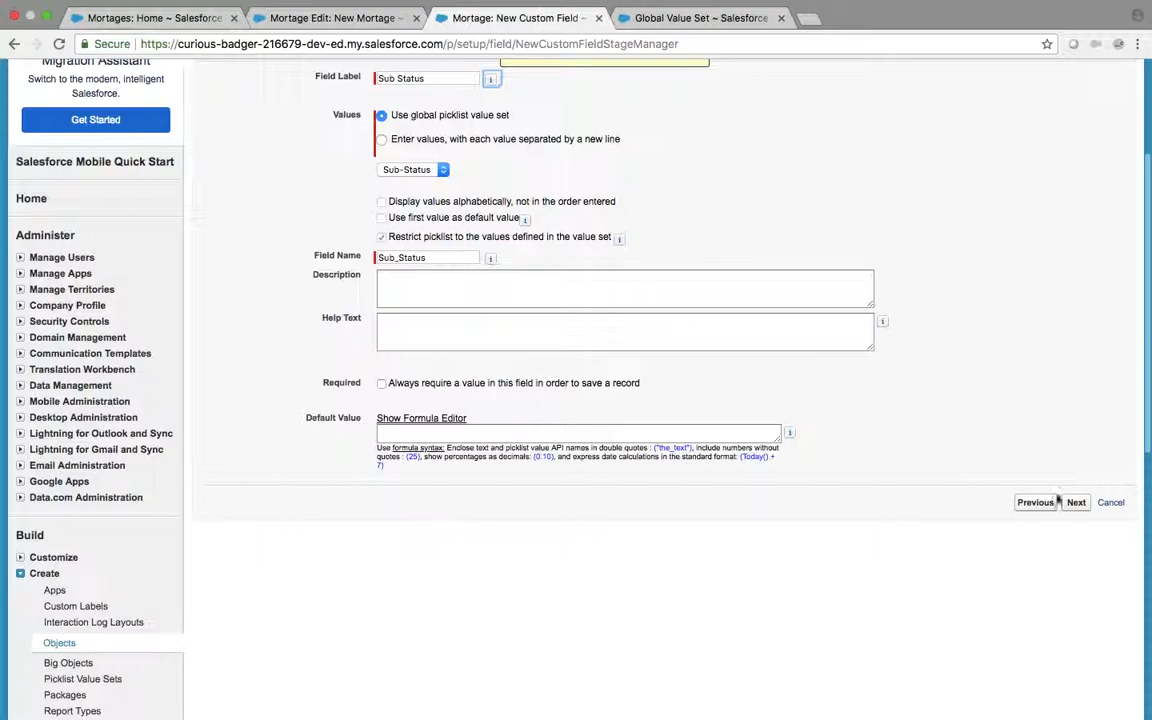 Mortages: Home ~ Salesforce
Mortage Edit: New Mortage ~
Mortage: New Custom Field ~
Global Value Set ~ Salesforce
Secure
https://curious-badger-216679-dev-ed.my.salesforce.com/p/setup/field/NewCustomFieldStageManager
Migration Assistant
Switch to the modern, intelligent
Salesforce.
Get Started
Salesforce Mobile Quick Start
Home
Administer
Manage Users
Manage Apps
Manage Territories
Company Profile
Security Controls
Domain Management
Communication Templates
Translation Workbench
Data Management
Mobile Administration
Desktop Administration
Lightning for Outlook and Sync
Lightning for Gmail and Sync
Email Administration
Google Apps
Data.com Administration
Build
Customize
Create
Apps
Custom Labels
Interaction Log Layouts
Objects
Big Objects
Picklist Value Sets
Packages
Report Types
Field Label
Sub Status
i
Values
Use global picklist value set
Enter values, with each value separated by a new line
Sub-Status
Display values alphabetically, not in the order entered
Use first value as default value
i
Restrict picklist to the values defined in the value set
i
Field Name
Sub_Status
i
Description
Help Text
i
Required
Always require a value in this field in order to save a record
Default Value
Show Formula Editor
i
Use formula syntax: Enclose text and picklist value API names in double quotes : ("the_text"), include numbers without
quotes : (25), show percentages as decimals: (0.10), and express date calculations in the standard format: (Today() +
7)
Previous
Next
Cancel